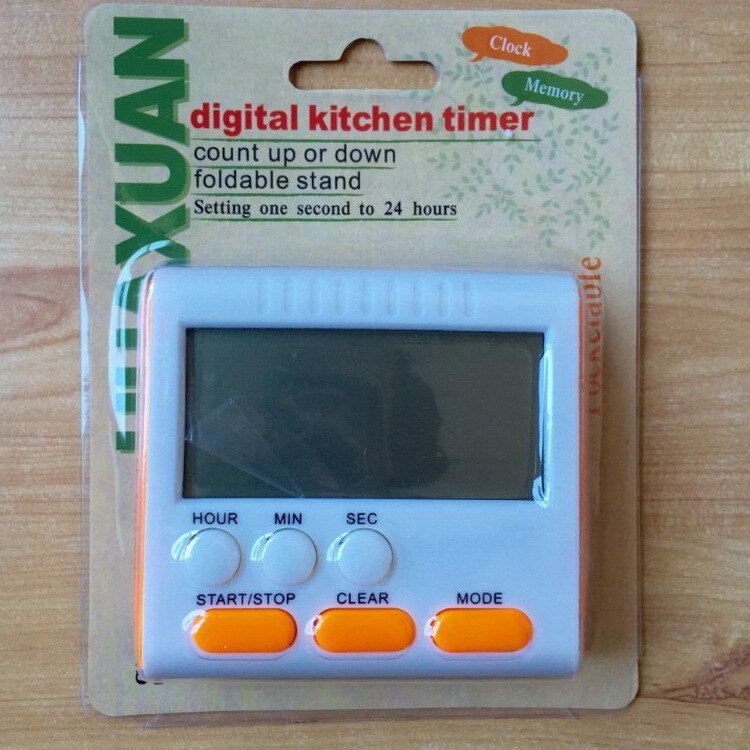 Clock
Memory
digital kitchen timer
count up or down
foldable stand
Setting one second to 24 hours
HOUR MIN SEC
START/STOP CLEAR MODE